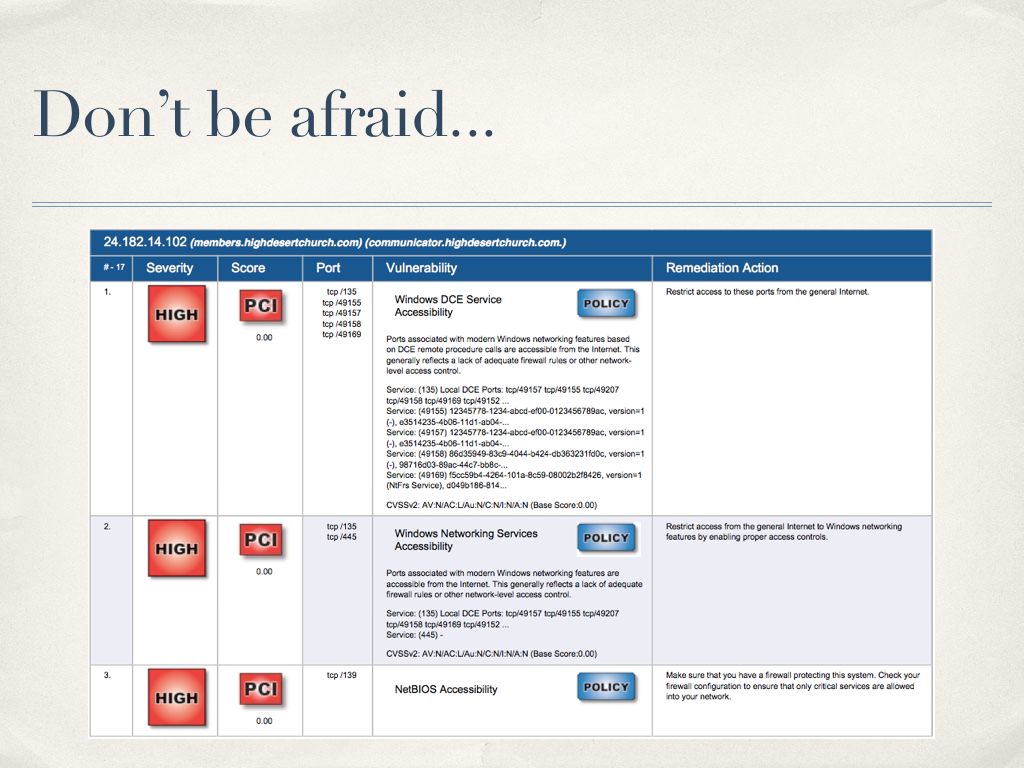 Don't be afraid...
24.182.14.102 (members.highdesertchurch.com) (communicator.highdesertchurch.com.)
# - 17 Severity Score Port Vulnerability Remediation Action
1.
HIGH
PCI
0.00
tcp /135
tcp /49155
tcp /49157
tcp /49158
tcp /49169
Windows DCE Service
Accessibility
POLICY
Ports associated with modern Windows networking features based
on DCE remote procedure calls are accessible from the Internet. This
generally reflects a lack of adequate firewall rules or other network-
level access control.
Service: (135) Local DCE Ports: tcp/49157 tcp/49155 tcp/49207
tcp/49158 tcp/49169 tcp/49152 ...
Service: (49155) 12345778-1234-abcd-ef00-0123456789ac, version=1
(-), e3514235-4b06-11d1-ab04-...
Service: (49157) 12345778-1234-abcd-ef00-0123456789ac, version=1
(-), e3514235-4b06-11d1-ab04-...
Service: (49158) 86d35949-83c9-4044-b424-db363231fd0c, version=1
(-), 98716d03-89ac-44c7-bb8c-...
Service: (49169) f5cc59b4-4264-101a-8c59-08002b2f8426, version=1
(NtFrs Service), d049b186-814...
CVSSv2: AV:N/AC:L/Au:N/C:N/I:N/A:N (Base Score:0.00)
Restrict access to these ports from the general Internet.
2.
HIGH
PCI
0.00
tcp /135
tcp /445
Windows Networking Services
Accessibility
POLICY
Ports associated with modern Windows networking features are
accessible from the Internet. This generally reflects a lack of adequate
firewall rules or other network-level access control.
Service: (135) Local DCE Ports: tcp/49157 tcp/49155 tcp/49207
tcp/49158 tcp/49169 tcp/49152 ...
Service: (445) -
CVSSv2: AV:N/AC:L/Au:N/C:N/I:N/A:N (Base Score:0.00)
Restrict access from the general Internet to Windows networking
features by enabling proper access controls.
3.
HIGH
PCI
0.00
tcp /139
NetBIOS Accessibility
POLICY
Make sure that you have a firewall protecting this system. Check your
firewall configuration to ensure that only critical services are allowed
into your network.